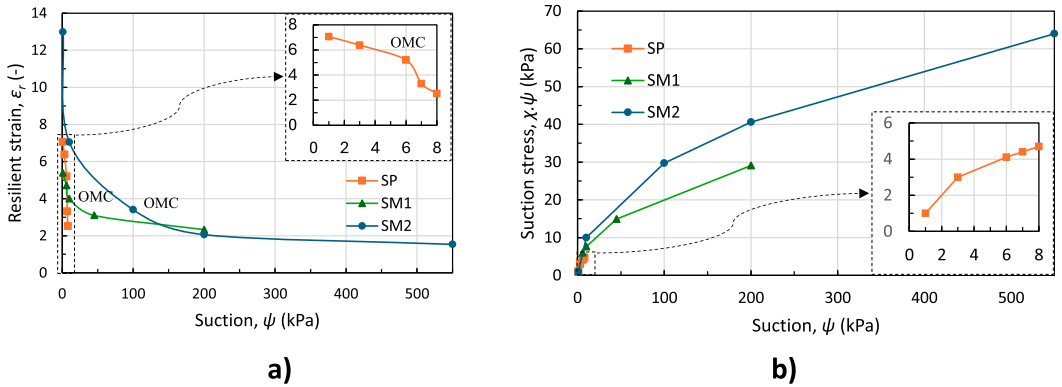 a)
Resilient strain, εr (-)
14
12
10
8
6
4
2
0
0
100
200
300
400
500
Suction, ψ (kPa)
OMC
OMC
SP
SM1
SM2
8
6
4
2
0
0
2
4
6
8
OMC
a)
b)
Suction stress, χ.ψ (kPa)
70
60
50
40
30
20
10
0
0
100
200
300
400
500
Suction, ψ (kPa)
SP
SM1
SM2
6
4
2
0
0
2
4
6
8
b)